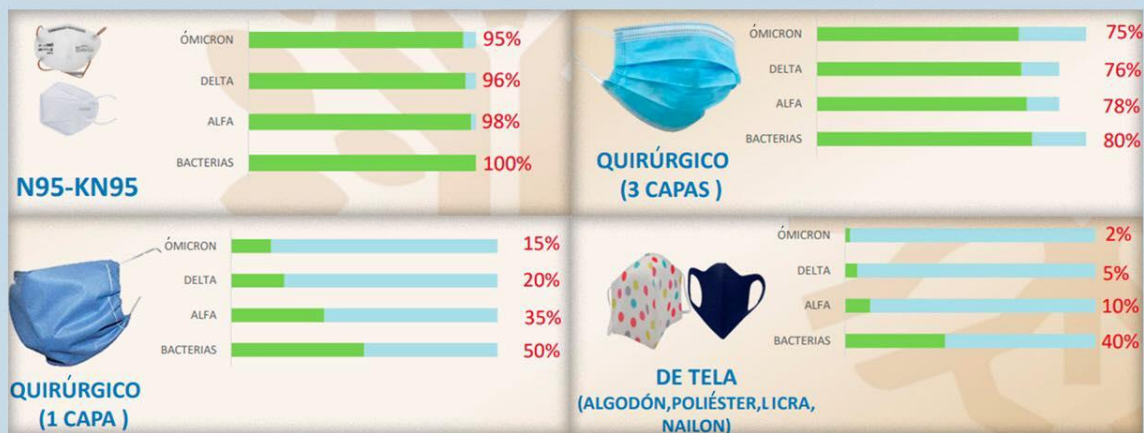 ÓMICRON 95%
DELTA 96%
ALFA 98%
BACTERIAS 100%
N95-KN95
ÓMICRON 75%
DELTA 76%
ALFA 78%
BACTERIAS 80%
QUIRÚRGICO
(3 CAPAS )
ÓMICRON 15%
DELTA 20%
ALFA 35%
BACTERIAS 50%
QUIRÚRGICO
(1 CAPA )
ÓMICRON 2%
DELTA 5%
ALFA 10%
BACTERIAS 40%
DE TELA
(ALGODÓN,POLIÉSTER,LICRA,
NAILON)